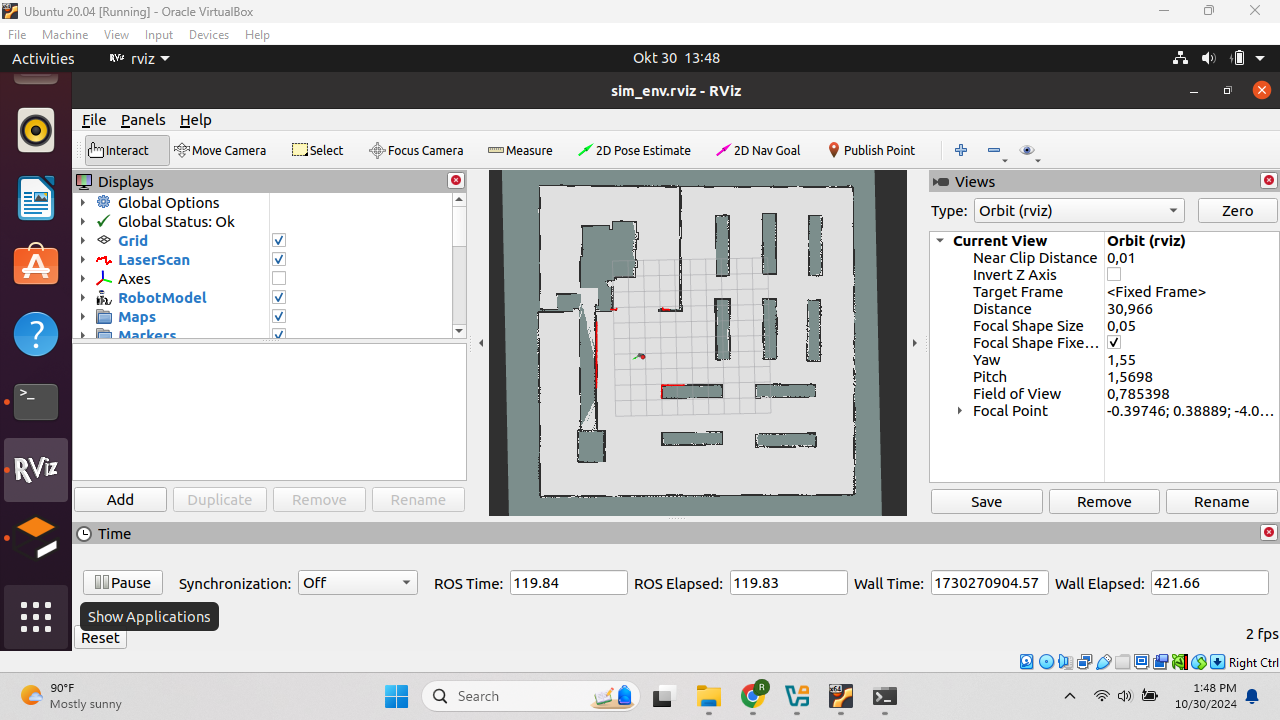 Ubuntu 20.04 [Running] - Oracle VirtualBox
File Machine View Input Devices Help
Activities RViz rviz Okt 30 13:48
sim_env.rviz - RViz
File Panels Help
Interact Move Camera Select Focus Camera Measure 2D Pose Estimate 2D Nav Goal Publish Point
Displays
Global Options
Global Status: Ok
Grid
LaserScan
Axes
RobotModel
Maps
Markers
Add Duplicate Remove Rename
Views
Type: Orbit (rviz) Zero
Current View Orbit (rviz)
Near Clip Distance 0,01
Invert Z Axis
Target Frame <Fixed Frame>
Distance 30,966
Focal Shape Size 0,05
Focal Shape Fixe...
Yaw 1,55
Pitch 1,5698
Field of View 0,785398
Focal Point -0.39746; 0.38889; -4.0...
Save Remove Rename
RViz
Time
Pause Synchronization: Off ROS Time: 119.84 ROS Elapsed: 119.83 Wall Time: 1730270904.57 Wall Elapsed: 421.66
Show Applications
Reset 2 fps
Right Ctrl
90°F
Mostly sunny
Search
R
1:48 PM
10/30/2024